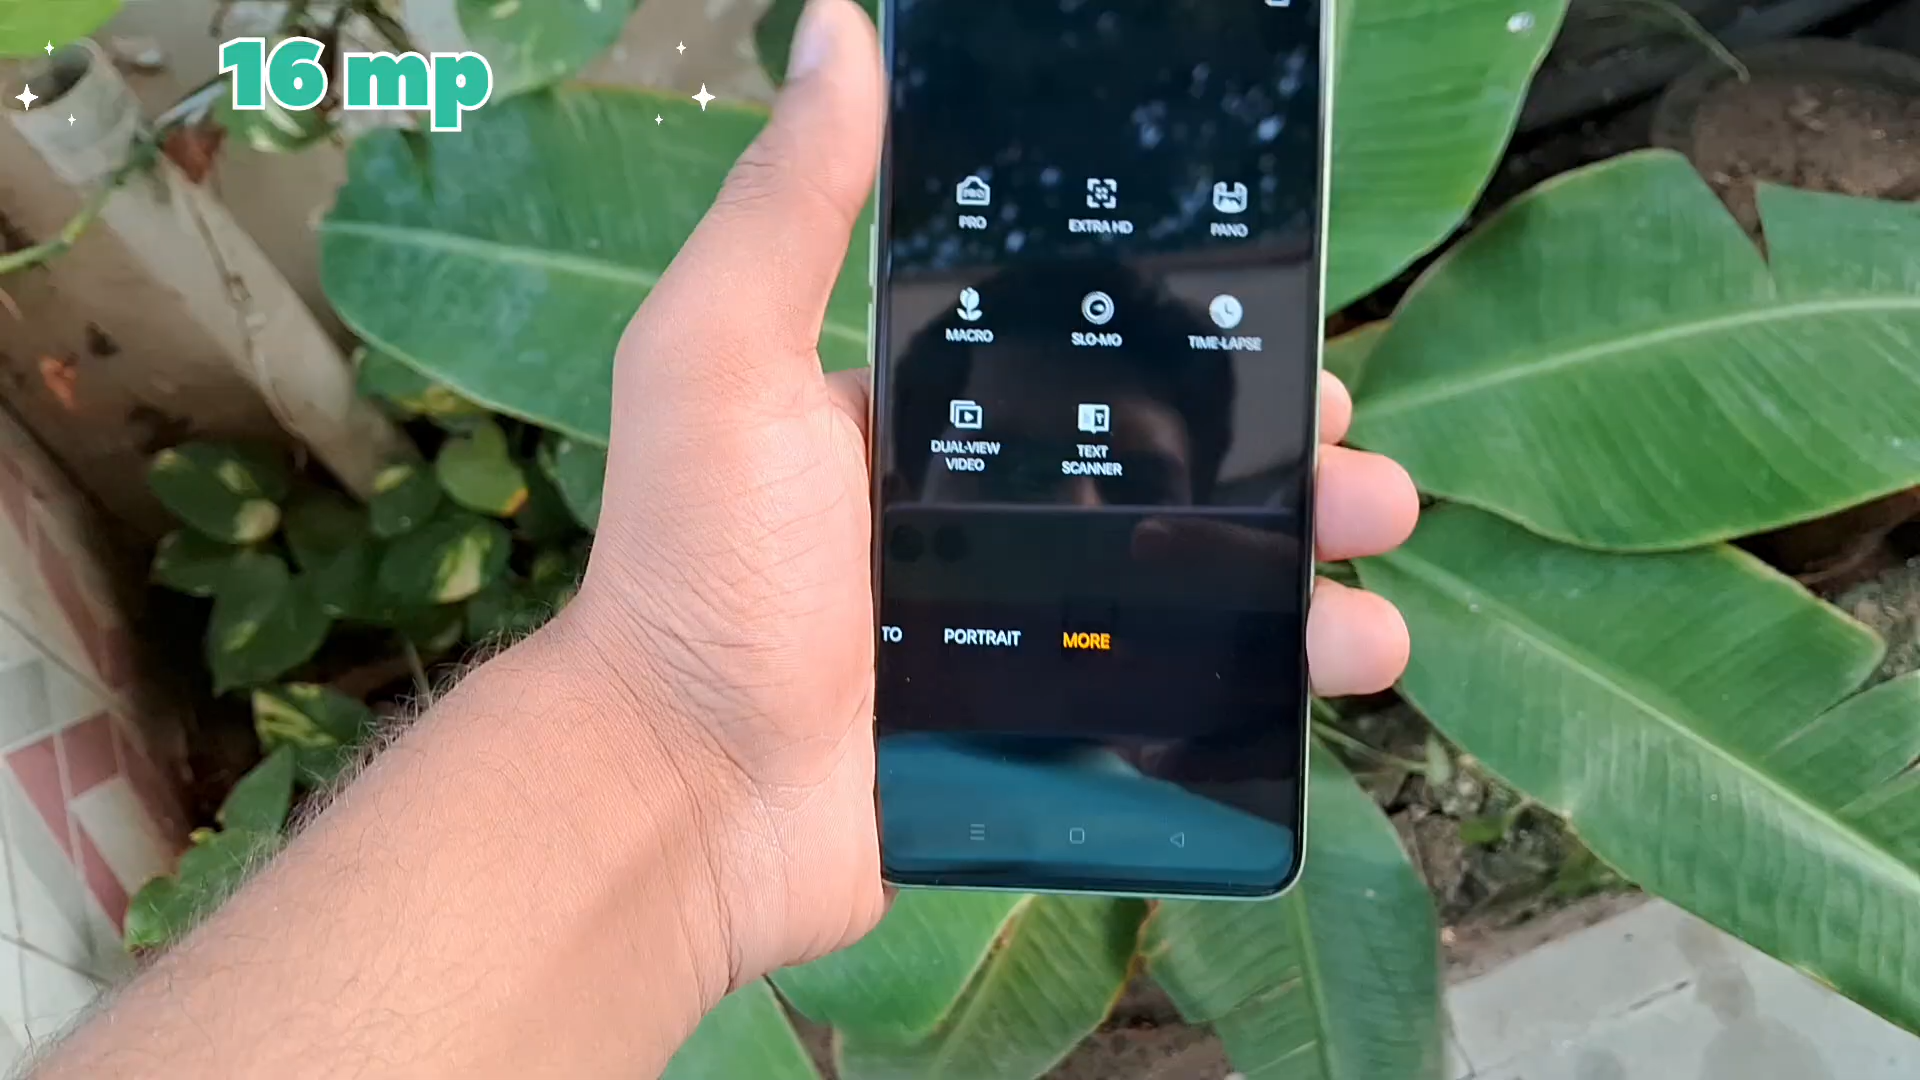 16 mp
PRO
EXTRA HD
PANO
MACRO
SLO-MO
TIME-LAPSE
DUAL-VIEW
VIDEO
TEXT
SCANNER
TO
PORTRAIT
MORE